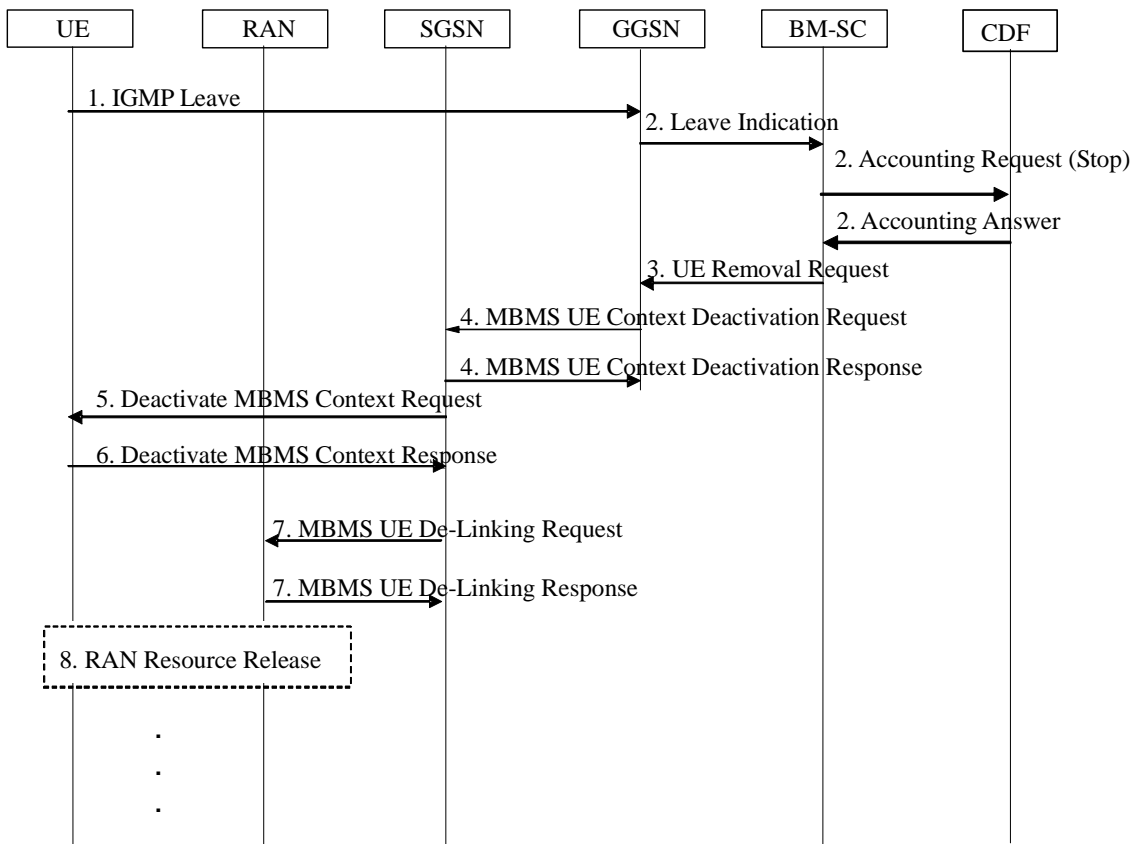 UE
RAN
SGSN
GGSN
BM-SC
CDF
1. IGMP Leave
2. Leave Indication
2. Accounting Request (Stop)
2. Accounting Answer
3. UE Removal Request
4. MBMS UE Context Deactivation Request
4. MBMS UE Context Deactivation Response
5. Deactivate MBMS Context Request
6. Deactivate MBMS Context Response
7. MBMS UE De-Linking Request
7. MBMS UE De-Linking Response
8. RAN Resource Release
.
.
.